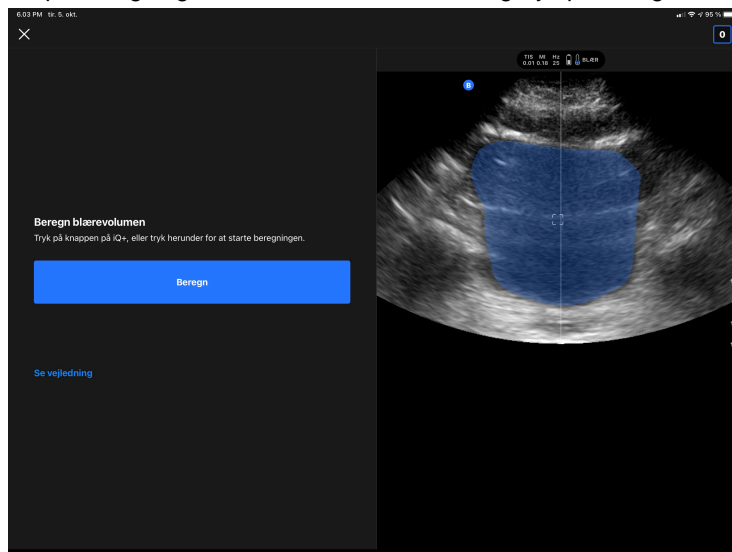 6.03 PM tir. 5. okt.
95 %
0
TIS MI Hz
0.01 0.18 25
BLÆR
B
Beregn blærevolumen
Tryk på knappen på iQ+, eller tryk herunder for at starte beregningen.
Beregn
Se vejledning